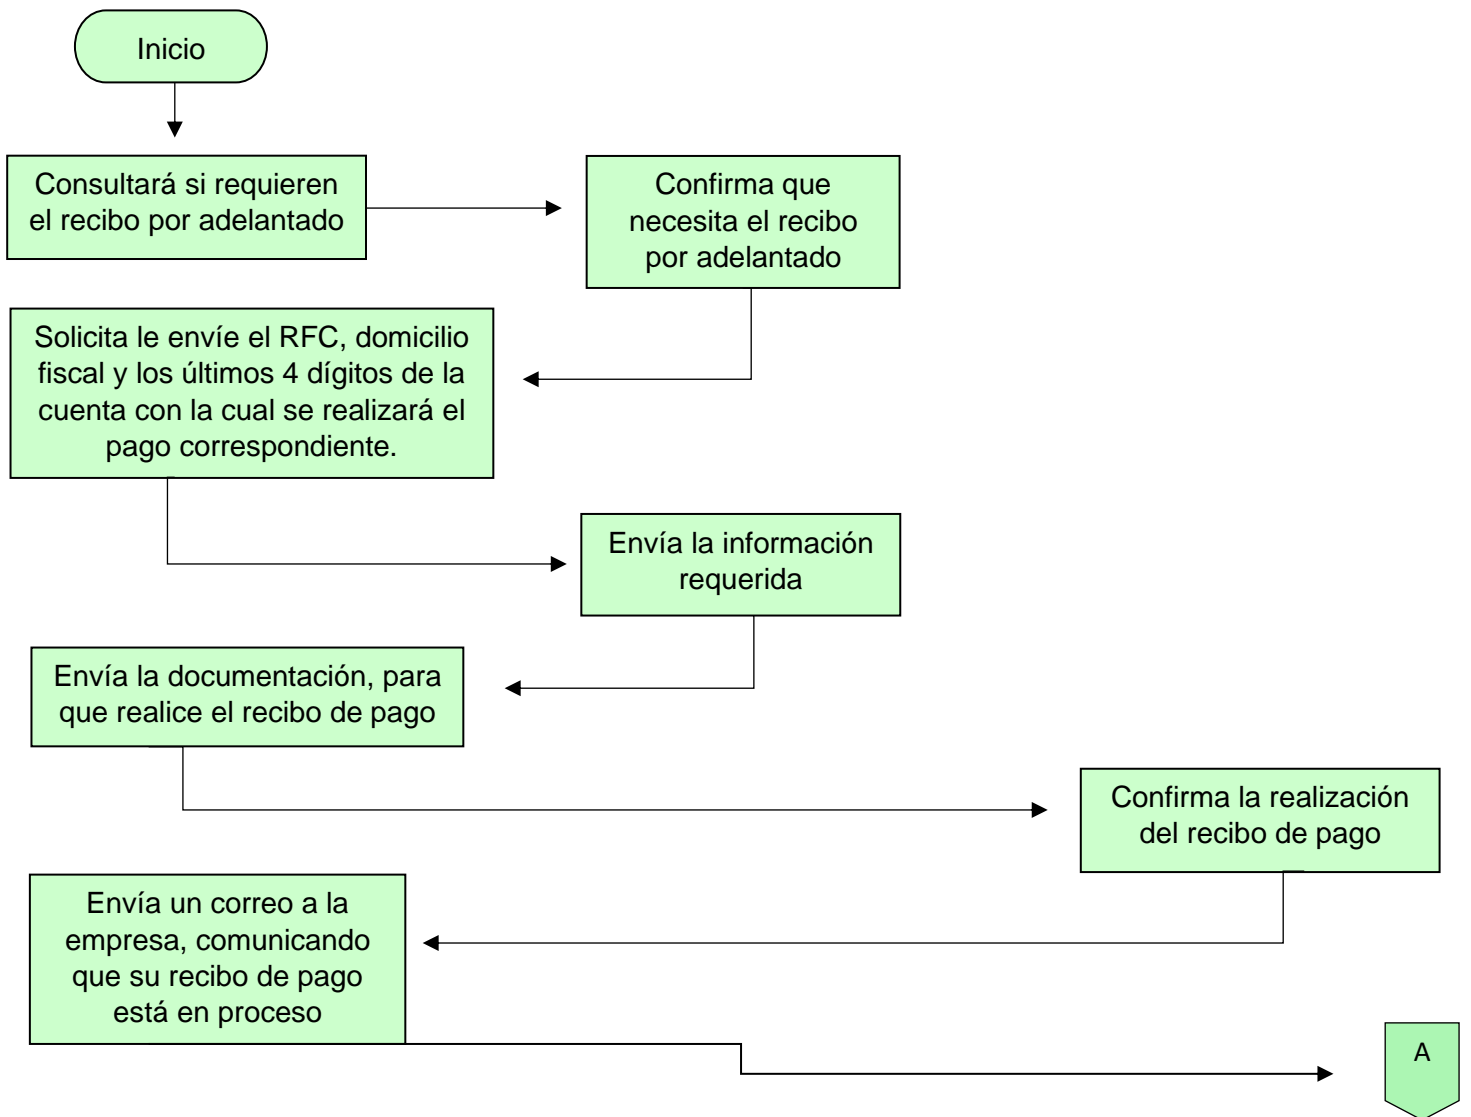 Inicio
Consultará si requieren
el recibo por adelantado
Confirma que
necesita el recibo
por adelantado
Solicita le envíe el RFC, domicilio
fiscal y los últimos 4 dígitos de la
cuenta con la cual se realizará el
pago correspondiente.
Envía la información
requerida
Envía la documentación, para
que realice el recibo de pago
Confirma la realización
del recibo de pago
Envía un correo a la
empresa, comunicando
que su recibo de pago
está en proceso
A